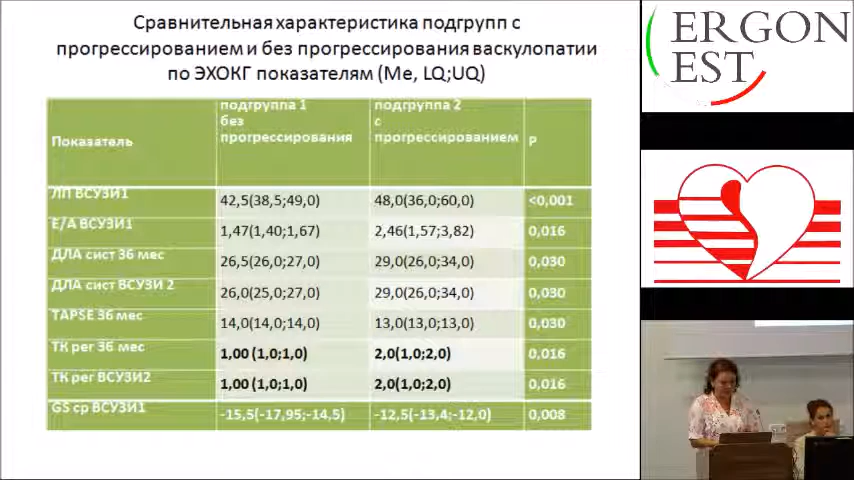 Сравнительная характеристика подгрупп с
прогрессированием и без прогрессирования васкулопатии
по ЭХОКГ показателям (Me, LQ;UQ)
Показатель
подгруппа 1
без
прогрессирования
подгруппа 2
с
прогрессированием
P
ЛП ВСУЗИ1 42,5(38,5;49,0) 48,0(36,0;60,0) <0,001
E/A ВСУЗИ1 1,47(1,40;1,67) 2,46(1,57;3,82) 0,016
ДЛА сист 36 мес 26,5(26,0;27,0) 29,0(26,0;34,0) 0,030
ДЛА сист ВСУЗИ 2 26,0(25,0;27,0) 29,0(26,0;34,0) 0,030
TAPSE 36 мес 14,0(14,0;14,0) 13,0(13,0;13,0) 0,030
ТК рег 36 мес 1,00 (1,0;1,0) 2,0(1,0;2,0) 0,016
ТК рег ВСУЗИ2 1,00 (1,0;1,0) 2,0(1,0;2,0) 0,016
GS ср ВСУЗИ1 -15,5(-17,95;-14,5) -12,5(-13,4;-12,0) 0,008
ERGON
EST